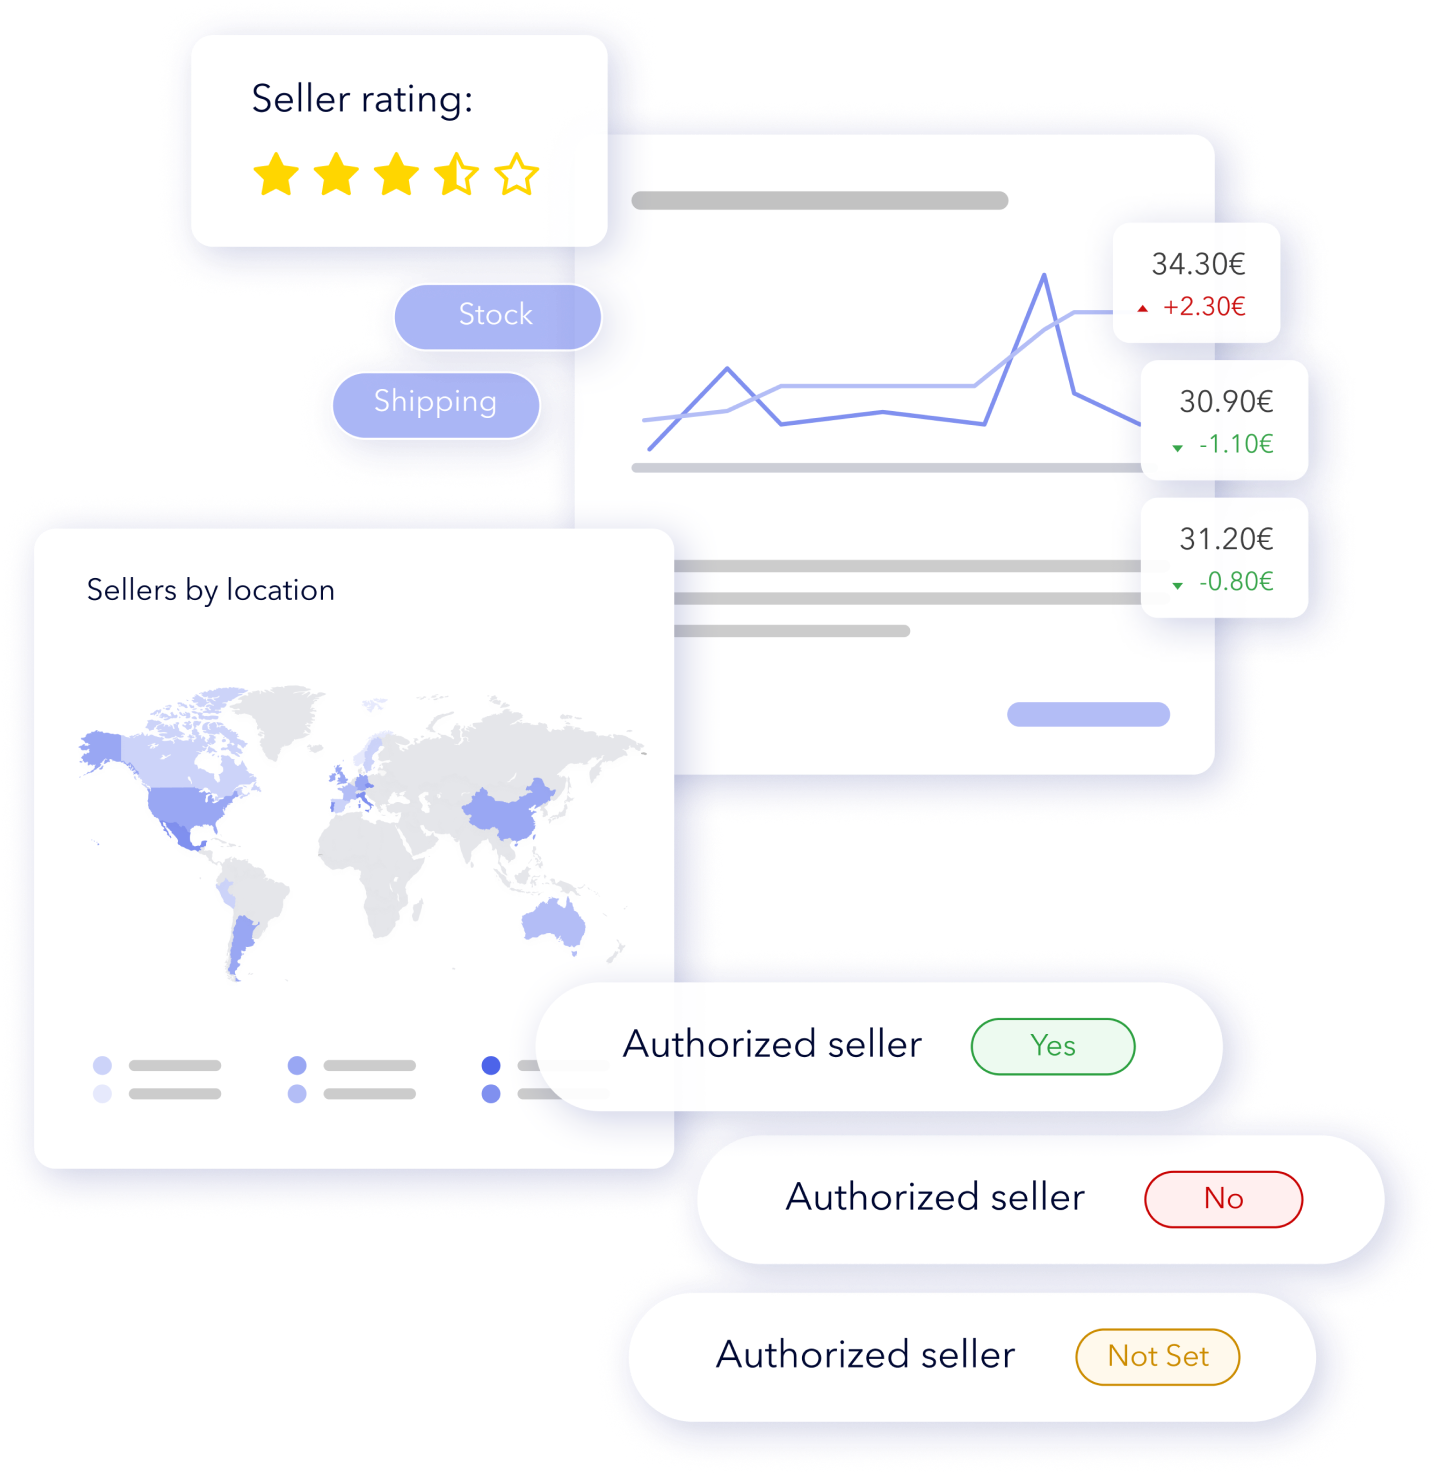 Seller rating:
Stock
Shipping
34.30€
+2.30€
30.90€
-1.10€
31.20€
-0.80€
Sellers by location
Authorized seller Yes
Authorized seller No
Authorized seller Not Set